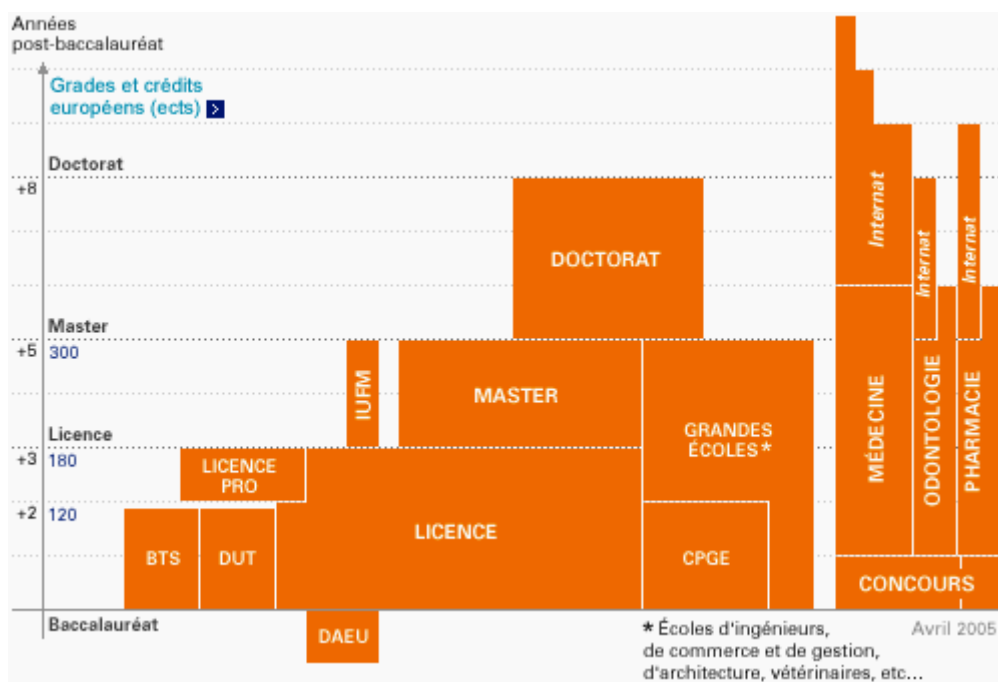 Années
post-baccalauréat
Grades et crédits
européens (ects)
Doctorat
+8
DOCTORAT
Internat
Internat
Internat
Master
+5
300
IUFM
MASTER
GRANDES
ÉCOLES*
MÉDECINE
ODONTOLOGIE
PHARMACIE
Licence
+3
180
LICENCE
PRO
+2
120
LICENCE
BTS
DUT
CPGE
CONCOURS
Baccalauréat
DAEU
* Écoles d'ingénieurs,
de commerce et de gestion,
d'architecture, vétérinaires, etc...
Avril 2005